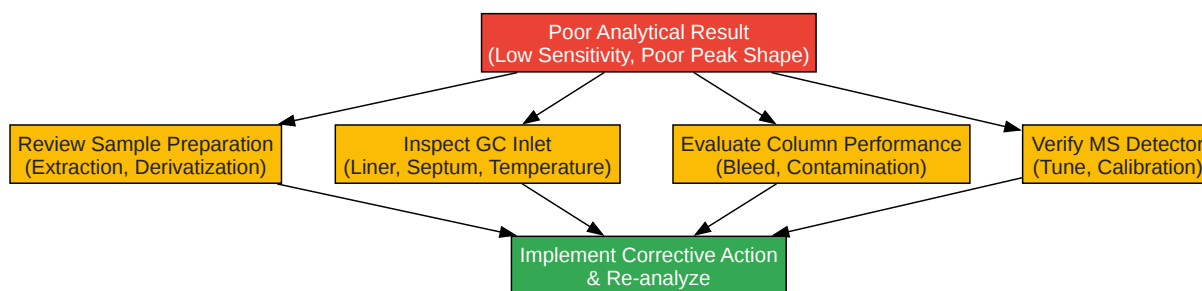 Poor Analytical Result
(Low Sensitivity, Poor Peak Shape)
Review Sample Preparation
(Extraction, Derivatization)
Inspect GC Inlet
(Liner, Septum, Temperature)
Evaluate Column Performance
(Bleed, Contamination)
Verify MS Detector
(Tune, Calibration)
Implement Corrective Action
& Re-analyze